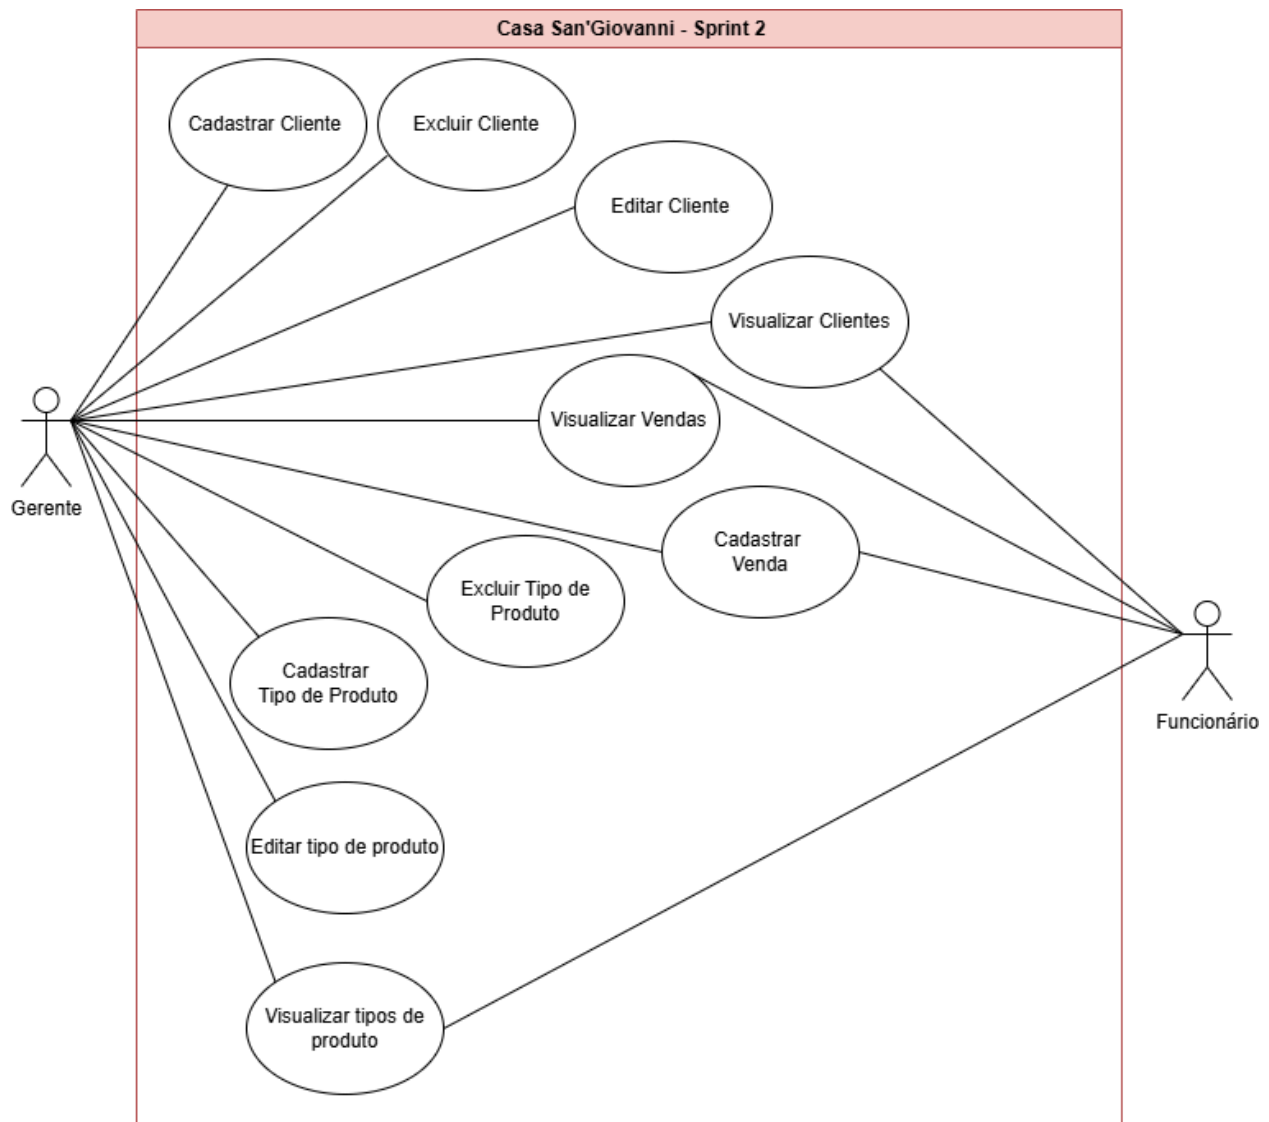 Casa San'Giovanni - Sprint 2
Cadastrar Cliente
Excluir Cliente
Editar Cliente
Visualizar Clientes
Visualizar Vendas
Gerente
Cadastrar
Venda
Excluir Tipo de
Produto
Cadastrar
Tipo de Produto
Funcionário
Editar tipo de produto
Visualizar tipos de
produto